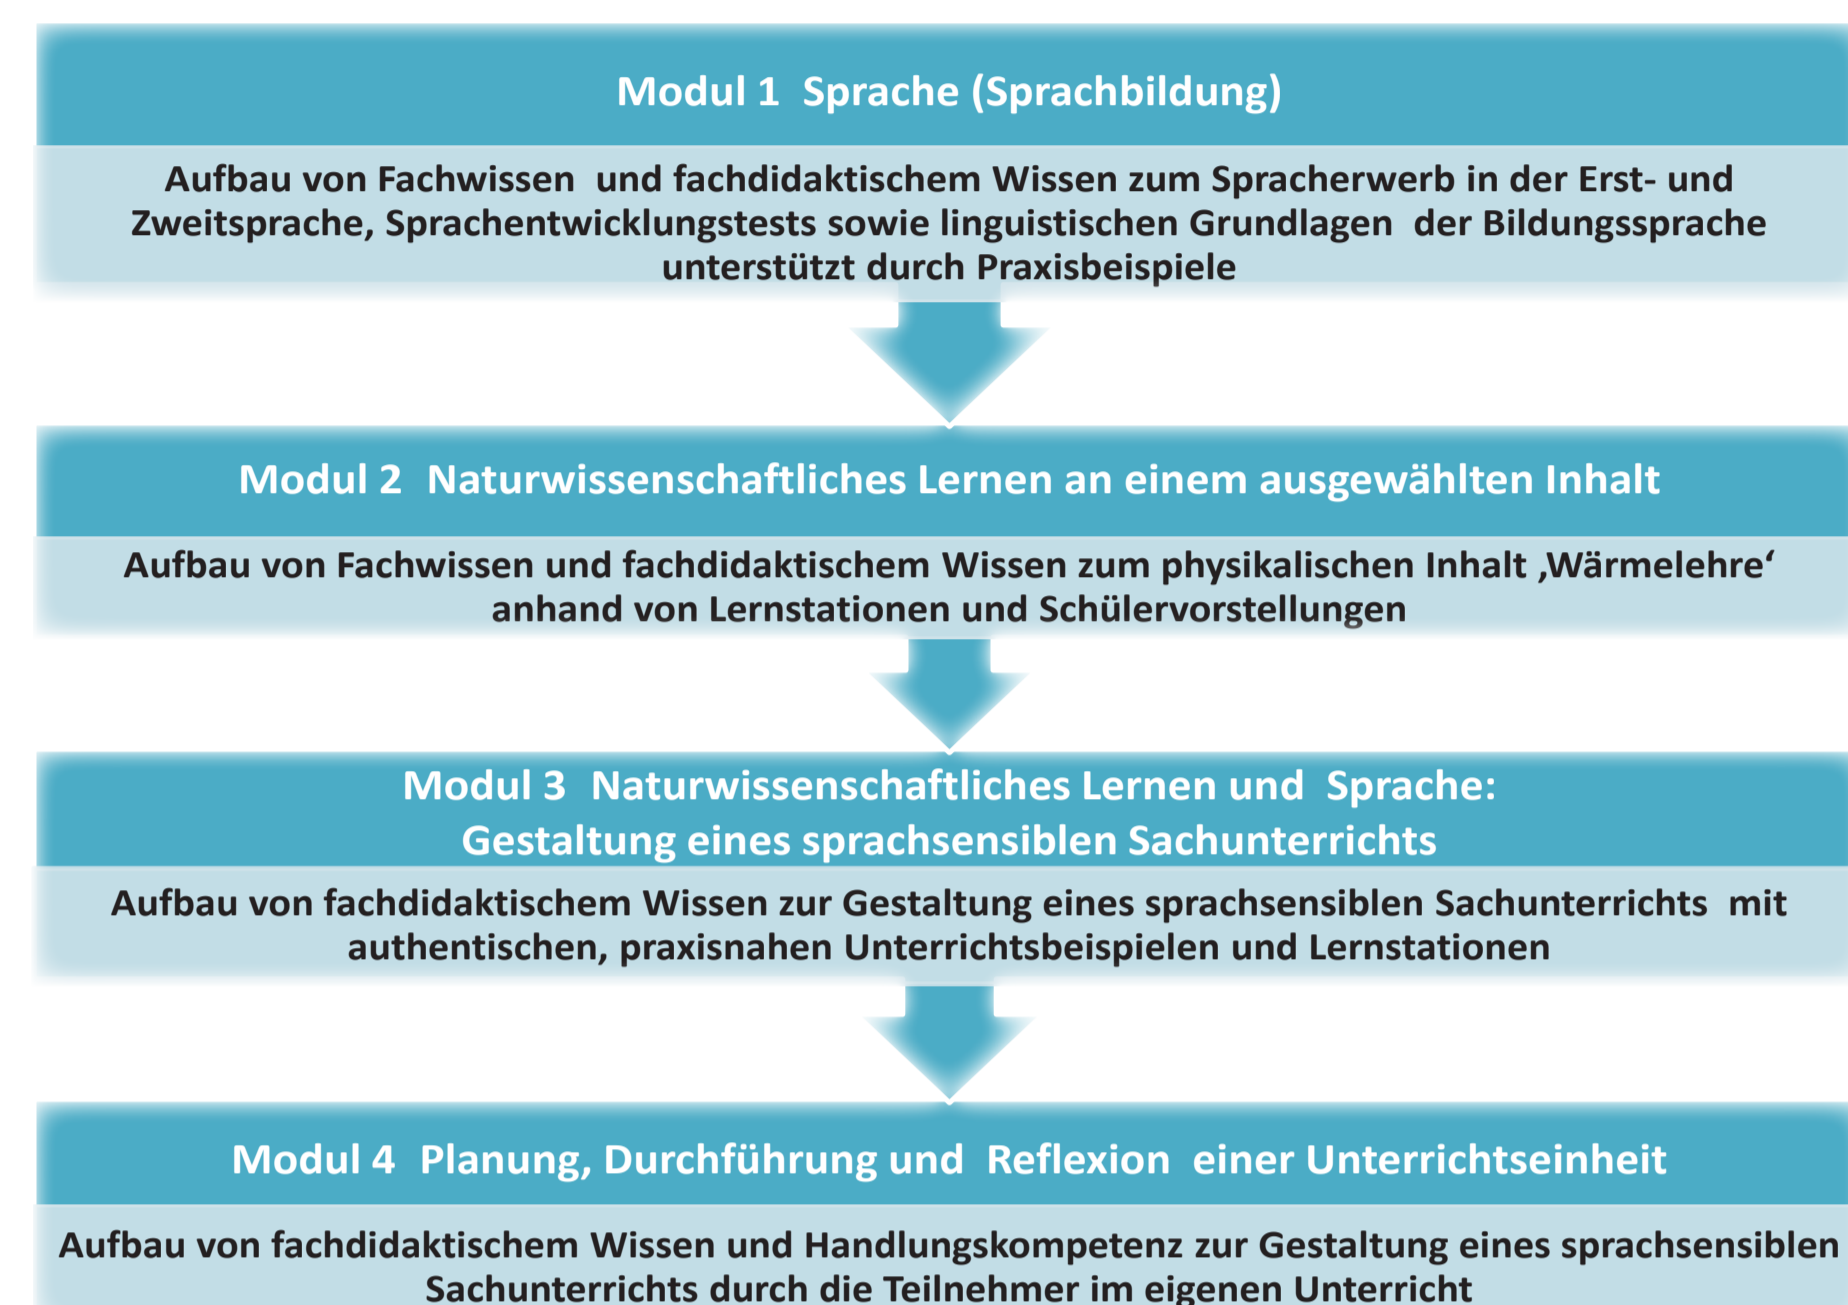 Modul 1 Sprache (Sprachbildung)
Aufbau von Fachwissen und fachdidaktischem Wissen zum Spracherwerb in der Erst- und
Zweitsprache, Sprachentwicklungstests sowie linguistischen Grundlagen der Bildungssprache
unterstützt durch Praxisbeispiele
Modul 2 Naturwissenschaftliches Lernen an einem ausgewählten Inhalt
Aufbau von Fachwissen und fachdidaktischem Wissen zum physikalischen Inhalt ‚Wärmelehre‘
anhand von Lernstationen und Schülervorstellungen
Modul 3 Naturwissenschaftliches Lernen und Sprache:
Gestaltung eines sprachsensiblen Sachunterrichts
Aufbau von fachdidaktischem Wissen zur Gestaltung eines sprachsensiblen Sachunterrichts mit
authentischen, praxisnahen Unterrichtsbeispielen und Lernstationen
Modul 4 Planung, Durchführung und Reflexion einer Unterrichtseinheit
Aufbau von fachdidaktischem Wissen und Handlungskompetenz zur Gestaltung eines sprachsensiblen
Sachunterrichts durch die Teilnehmer im eigenen Unterricht